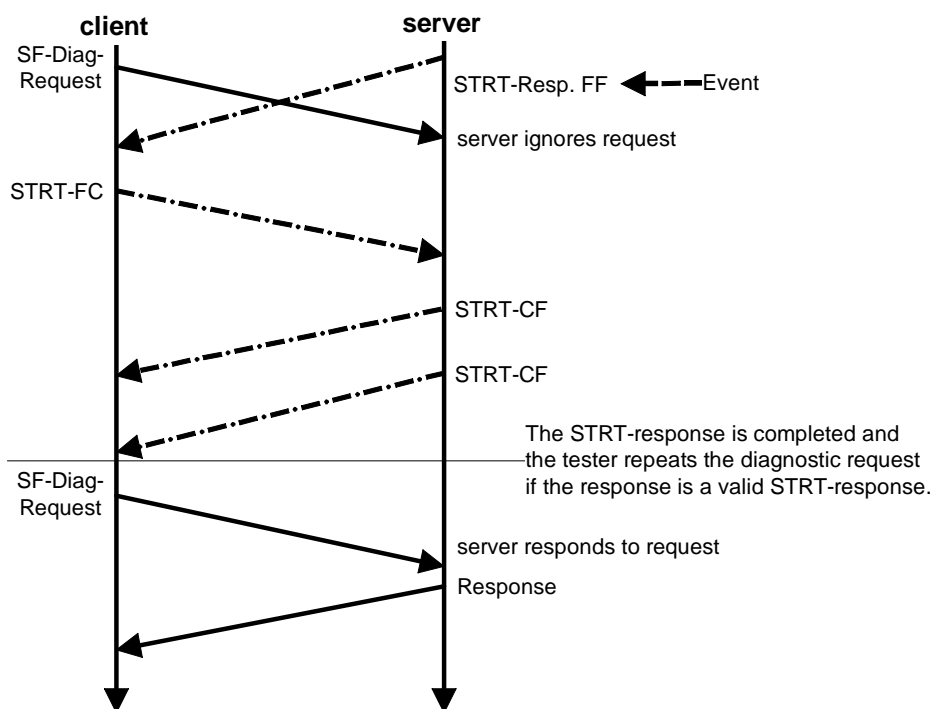 client
server
SF-Diag-
Request
STRT-Resp. FF
Event
server ignores request
STRT-FC
STRT-CF
STRT-CF
The STRT-response is completed and
the tester repeats the diagnostic request
if the response is a valid STRT-response.
SF-Diag-
Request
server responds to request
Response